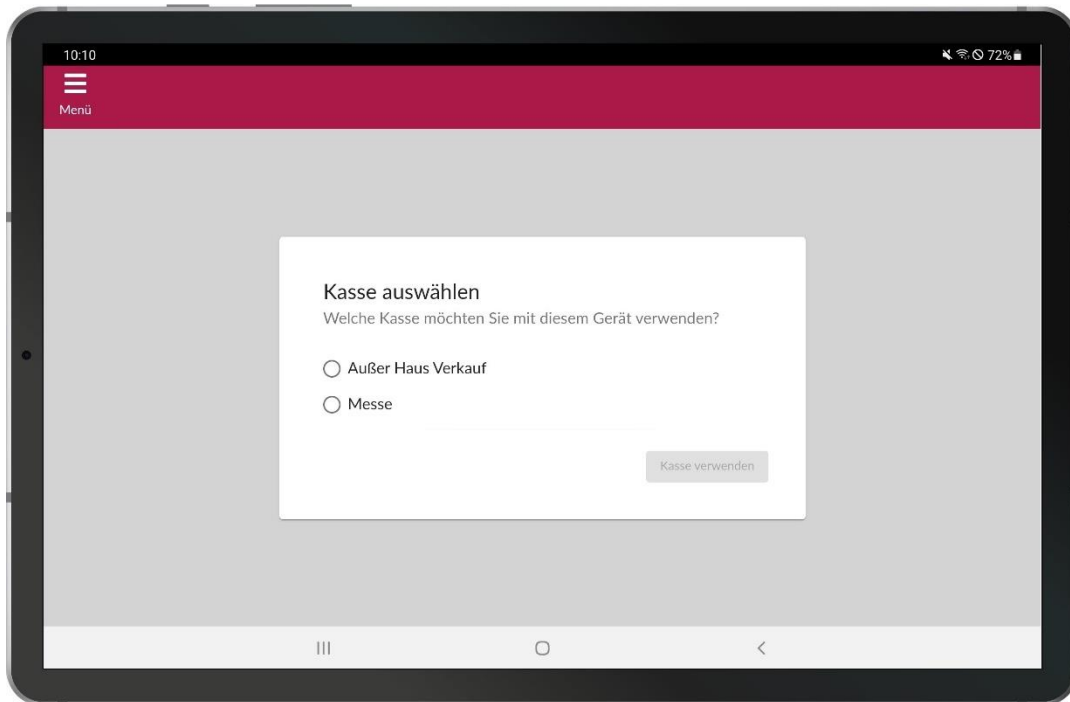 10:10
72%
Menü
Kasse auswählen
Welche Kasse möchten Sie mit diesem Gerät verwenden?
Außer Haus Verkauf
Messe
Kasse verwenden